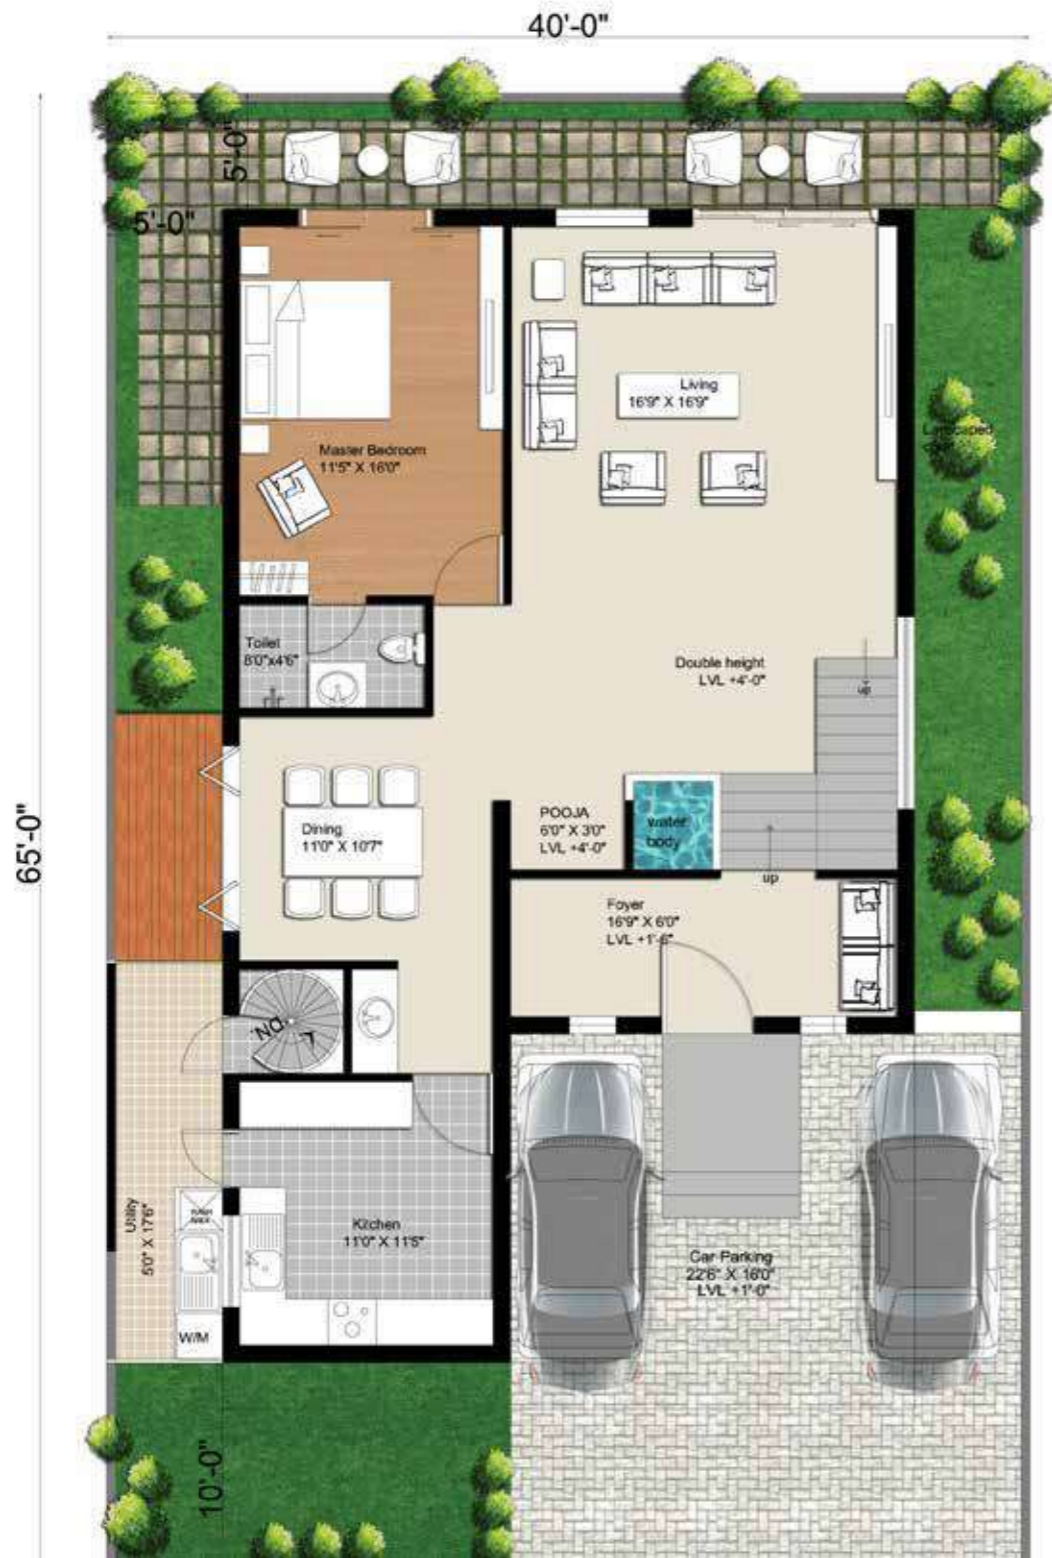 40'-0"
5'-0"
5'-0"
Living
16'9" X 16'9"
Master Bedroom
11'5" X 16'0"
Toilet
8'0"x4'6"
Double height
LVL +4'-0"
up
65'-0"
POOJA
6'0" X 3'0"
LVL +4'-0"
water
body
Dining
11'0" X 10'7"
up
Foyer
16'9" X 6'0"
LVL +1'-6"
DN.
Utility
5'0" X 17'6"
Kitchen
11'0" X 11'5"
Car Parking
22'6" X 16'0"
LVL +1'-0"
W/M
10'-0"